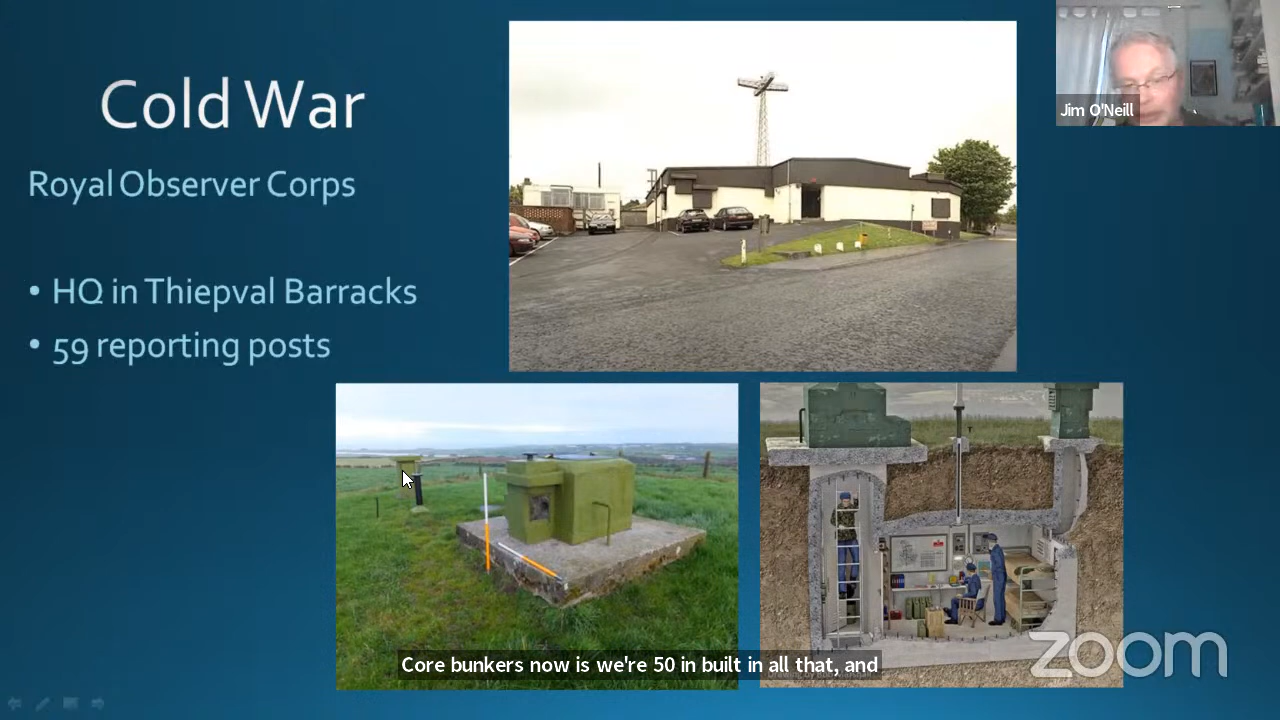 Cold War
Royal Observer Corps
• HQ in Thiepval Barracks
• 59 reporting posts
Jim O'Neill
Core bunkers now is we're 50 in built in all that, and
zoom